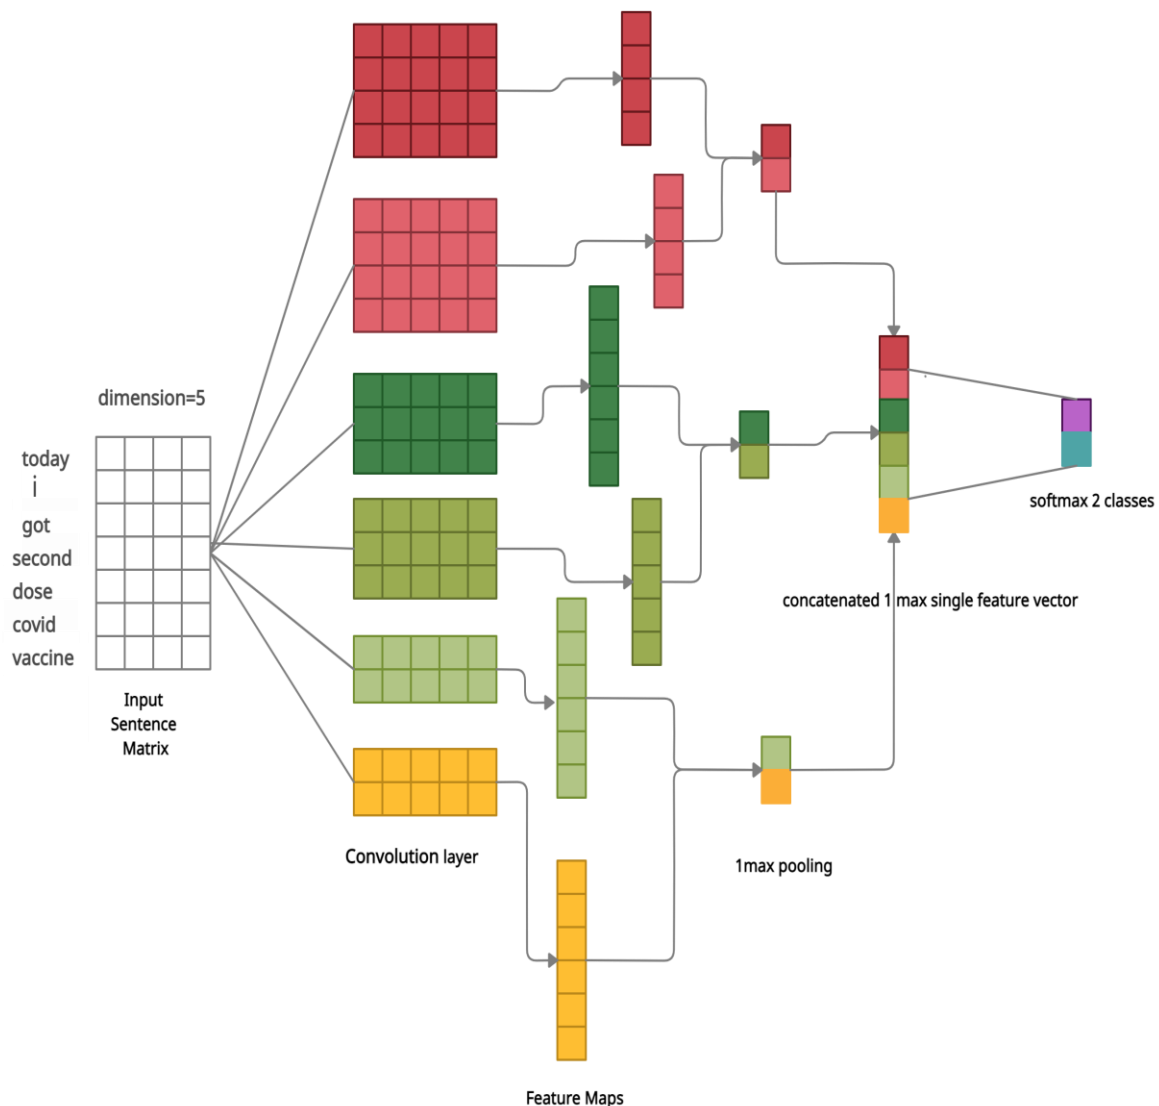 dimension=5
today
i
got
second
dose
covid
vaccine
Input
Sentence
Matrix
Convolution layer
Feature Maps
1max pooling
concatenated 1 max single feature vector
softmax 2 classes